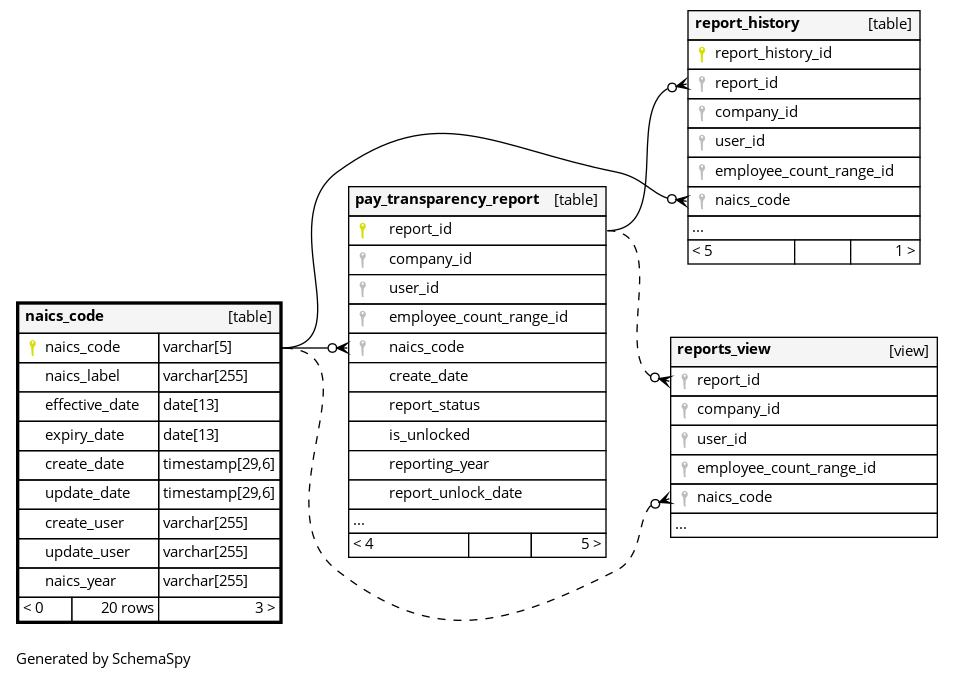 report_history [table]
report_history_id
report_id
company_id
user_id
employee_count_range_id
naics_code
...
< 5 1 >
pay_transparency_report [table]
report_id
company_id
user_id
employee_count_range_id
naics_code
create_date
report_status
is_unlocked
reporting_year
report_unlock_date
...
< 4 5 >
naics_code [table]
naics_code varchar[5]
naics_label varchar[255]
effective_date date[13]
expiry_date date[13]
create_date timestamp[29,6]
update_date timestamp[29,6]
create_user varchar[255]
update_user varchar[255]
naics_year varchar[255]
< 0 20 rows 3 >
reports_view [view]
report_id
company_id
user_id
employee_count_range_id
naics_code
...
Generated by SchemaSpy